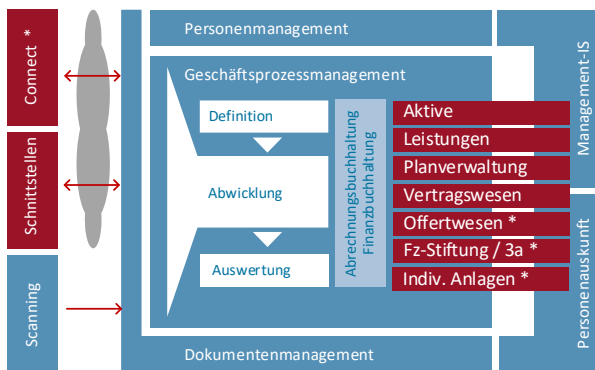 Connect *
Schnittstellen
Scanning
Personenmanagement
Geschäftsprozessmanagement
Definition
Abwicklung
Auswertung
Abrechnungsbuchhaltung
Finanzbuchhaltung
Aktive
Leistungen
Planverwaltung
Vertragswesen
Offertwesen *
Fz-Stiftung / 3a *
Indiv. Anlagen *
Dokumentenmanagement
Management-IS
Personenauskunft